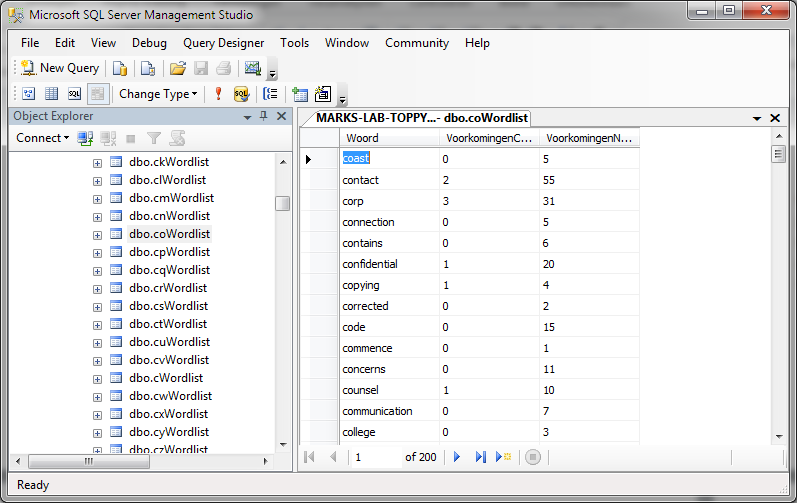 Microsoft SQL Server Management Studio
File Edit View Debug Query Designer Tools Window Community Help
New Query
SQL Change Type
Object Explorer
Connect
dbo.ckWordlist
dbo.clWordlist
dbo.cmWordlist
dbo.cnWordlist
dbo.coWordlist
dbo.cpWordlist
dbo.cqWordlist
dbo.crWordlist
dbo.csWordlist
dbo.ctWordlist
dbo.cuWordlist
dbo.cvWordlist
dbo.cWordlist
dbo.cwWordlist
dbo.cxWordlist
dbo.cyWordlist
dbo.czWordlist
MARKS-LAB-TOPPY...- dbo.coWordlist
Woord VoorkomingenC... VoorkomingenN...
coast 0 5
contact 2 55
corp 3 31
connection 0 5
contains 0 6
confidential 1 20
copying 1 4
corrected 0 2
code 0 15
commence 0 1
concerns 0 11
counsel 1 10
communication 0 7
college 0 3
1 of 200
Ready